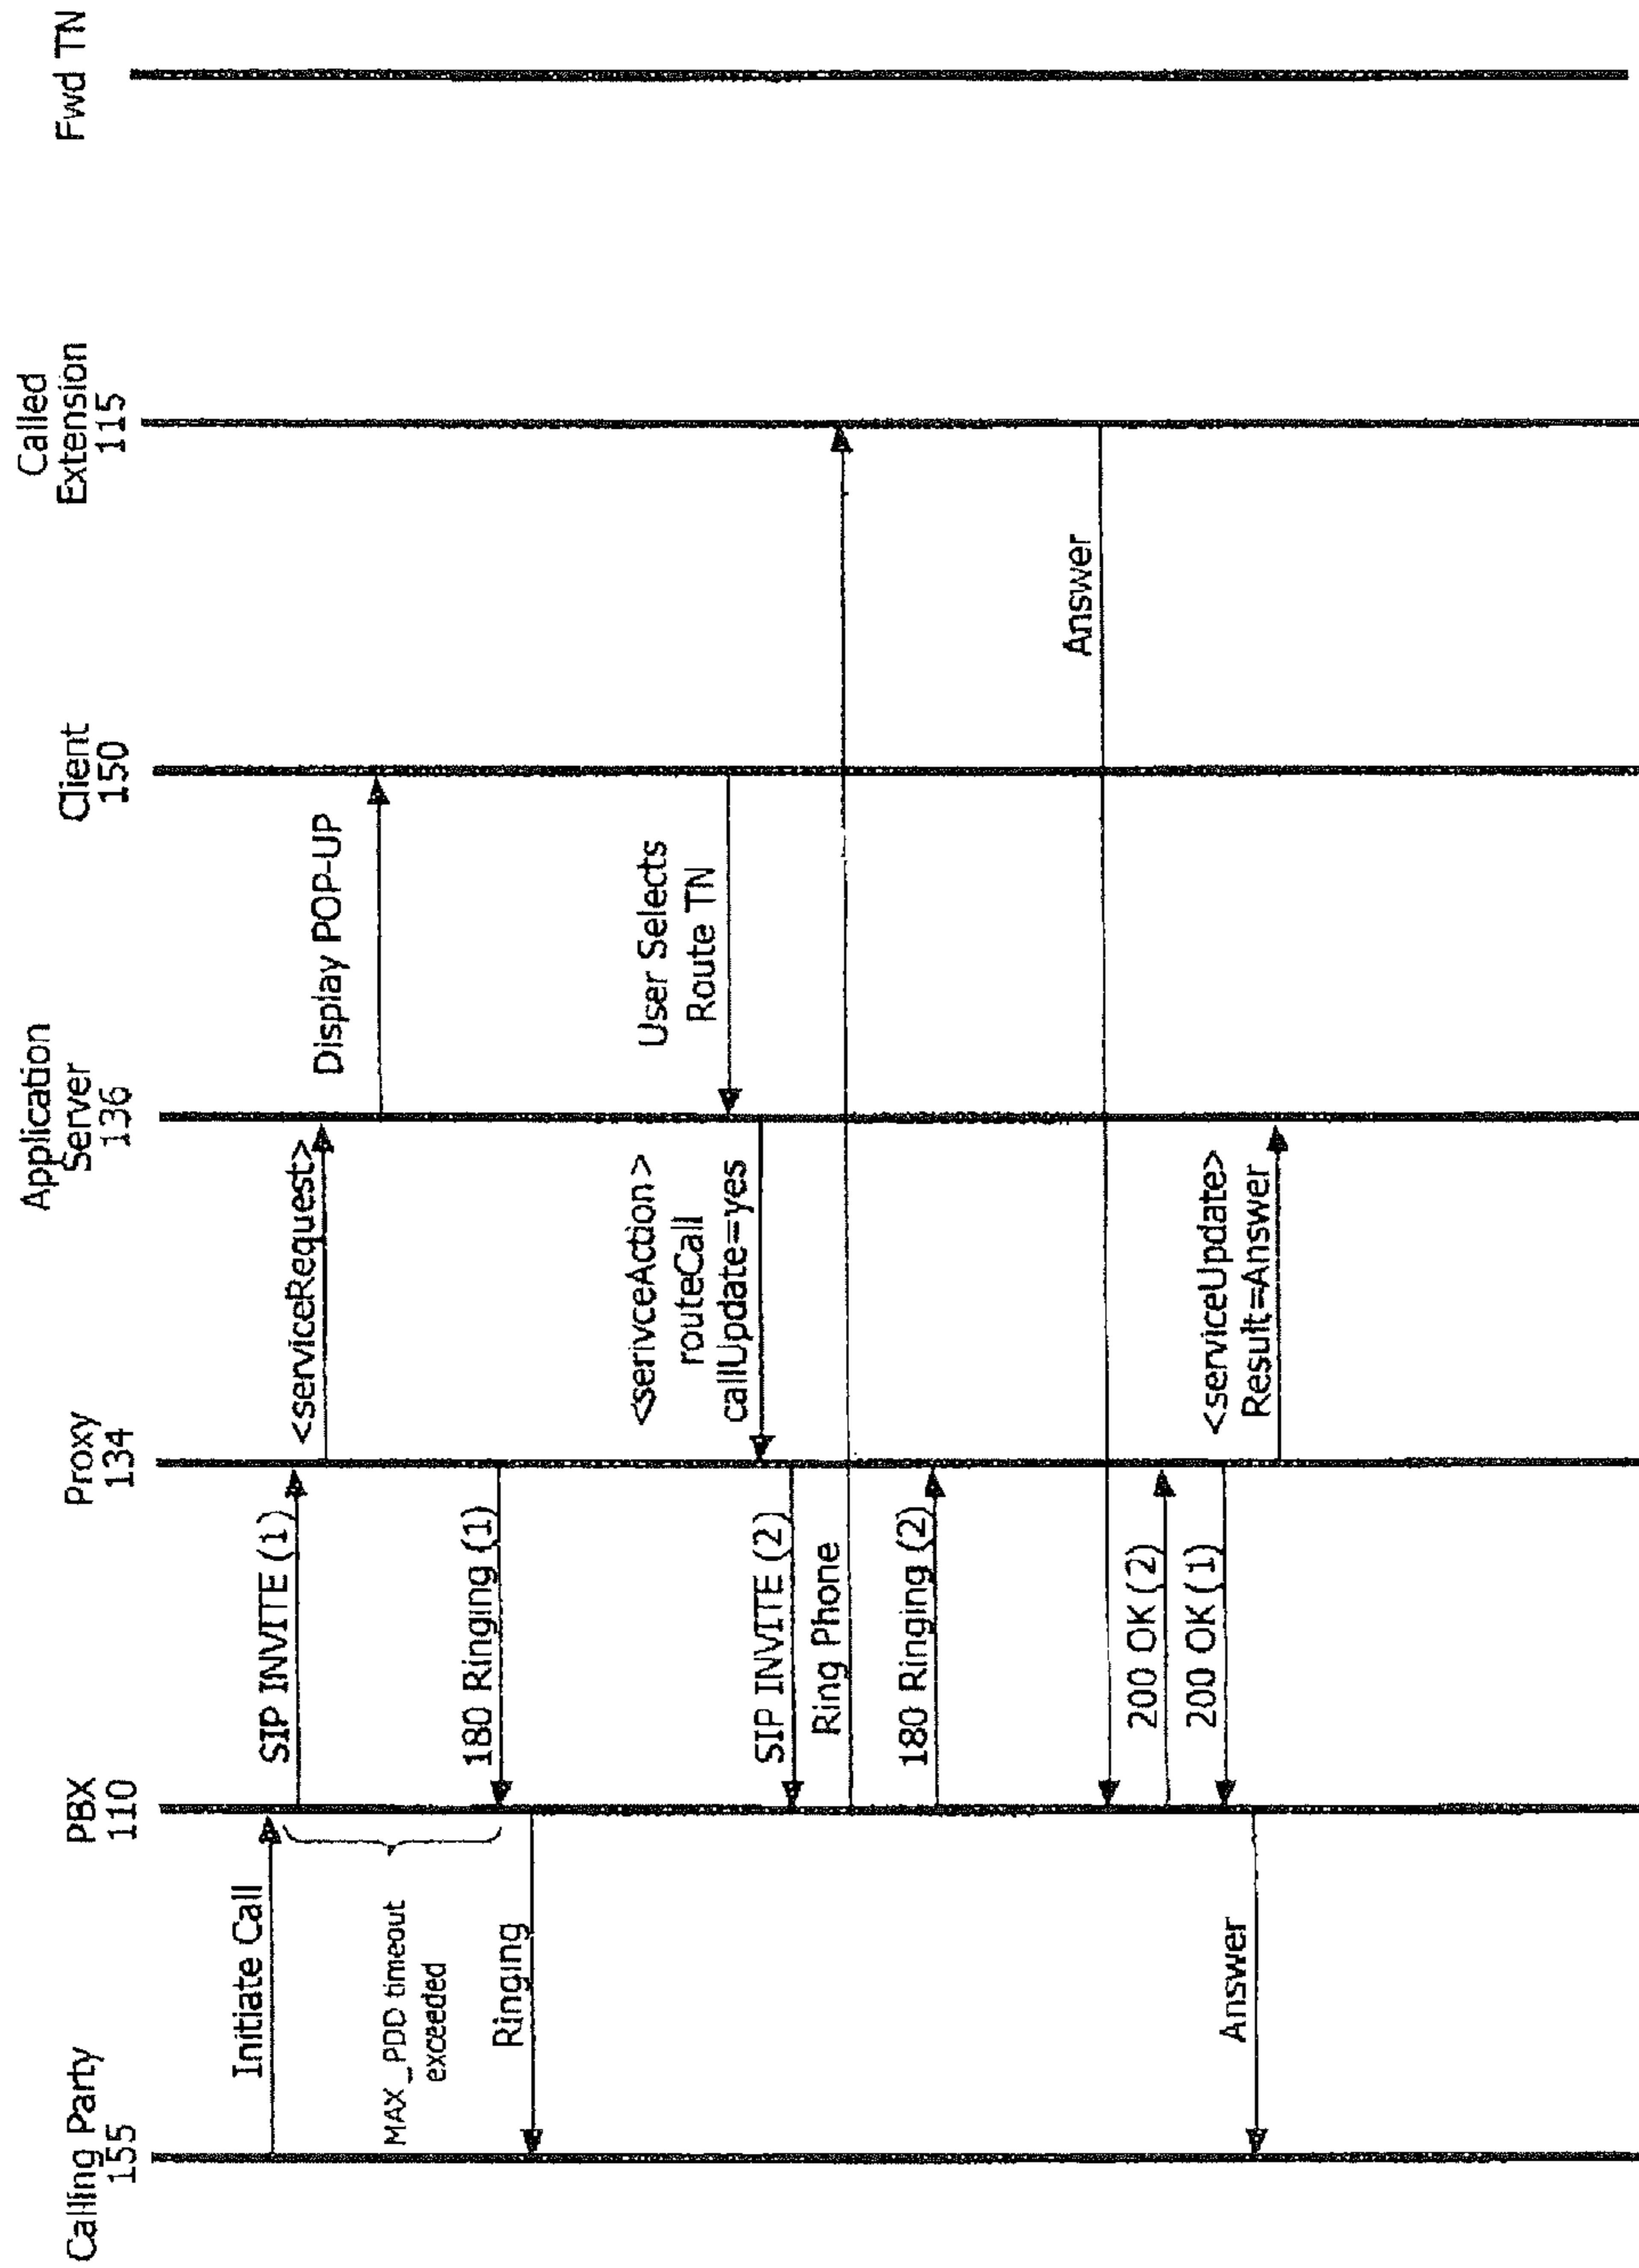 Calling Party
155
PBX
110
Proxy
134
Application
Server
136
Client
150
Called
Extension
115
Fwd TN
Initiate Call
SIP INVITE (1)
<serviceRequest>
Display POP-UP
MAX_PDD timeout
exceeded
180 Ringing (1)
Ringing
User Selects
Route TN
<serivceAction>
routeCall
callUpdate=yes
SIP INVITE (2)
Ring Phone
180 Ringing (2)
Answer
200 OK (2)
200 OK (1)
Answer
<serviceUpdate>
Result=Answer